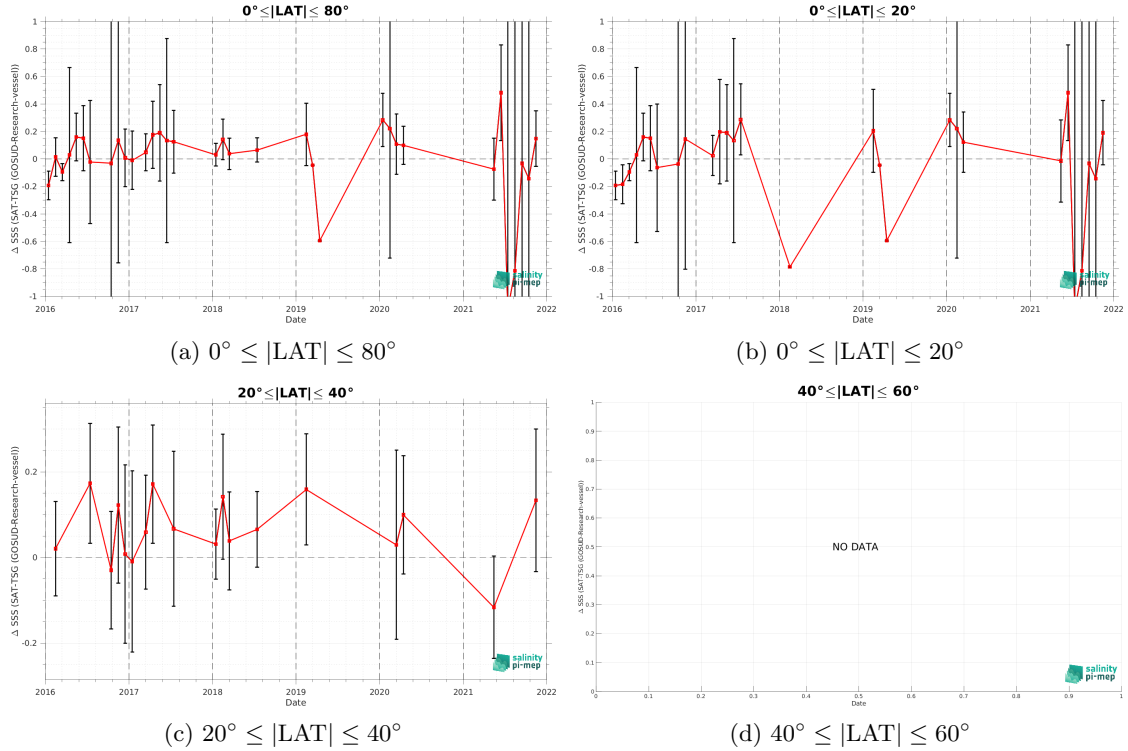 0°≤|LAT|≤ 80°
1
0.8
0.6
0.4
0.2
0
-0.2
-0.4
-0.6
-0.8
-1
Δ SSS (SAT-TSG (GOSUD-Research-vessel))
2016 2017 2018 2019 2020 2021 2022
Date
salinity
pi-mep
(a) 0° ≤ |LAT| ≤ 80°
0°≤|LAT|≤ 20°
1
0.8
0.6
0.4
0.2
0
-0.2
-0.4
-0.6
-0.8
-1
Δ SSS (SAT-TSG (GOSUD-Research-vessel))
2016 2017 2018 2019 2020 2021 2022
Date
salinity
pi-mep
(b) 0° ≤ |LAT| ≤ 20°
20°≤|LAT|≤ 40°
0.2
0
-0.2
Δ SSS (SAT-TSG (GOSUD-Research-vessel))
2016 2017 2018 2019 2020 2021 2022
Date
salinity
pi-mep
(c) 20° ≤ |LAT| ≤ 40°
40°≤|LAT|≤ 60°
1
0.9
0.8
0.7
0.6
0.5
0.4
0.3
0.2
0.1
0
Δ SSS (SAT-TSG (GOSUD-Research-vessel))
NO DATA
0 0.1 0.2 0.3 0.4 0.5 0.6 0.7 0.8 0.9 1
Date
salinity
pi-mep
(d) 40° ≤ |LAT| ≤ 60°